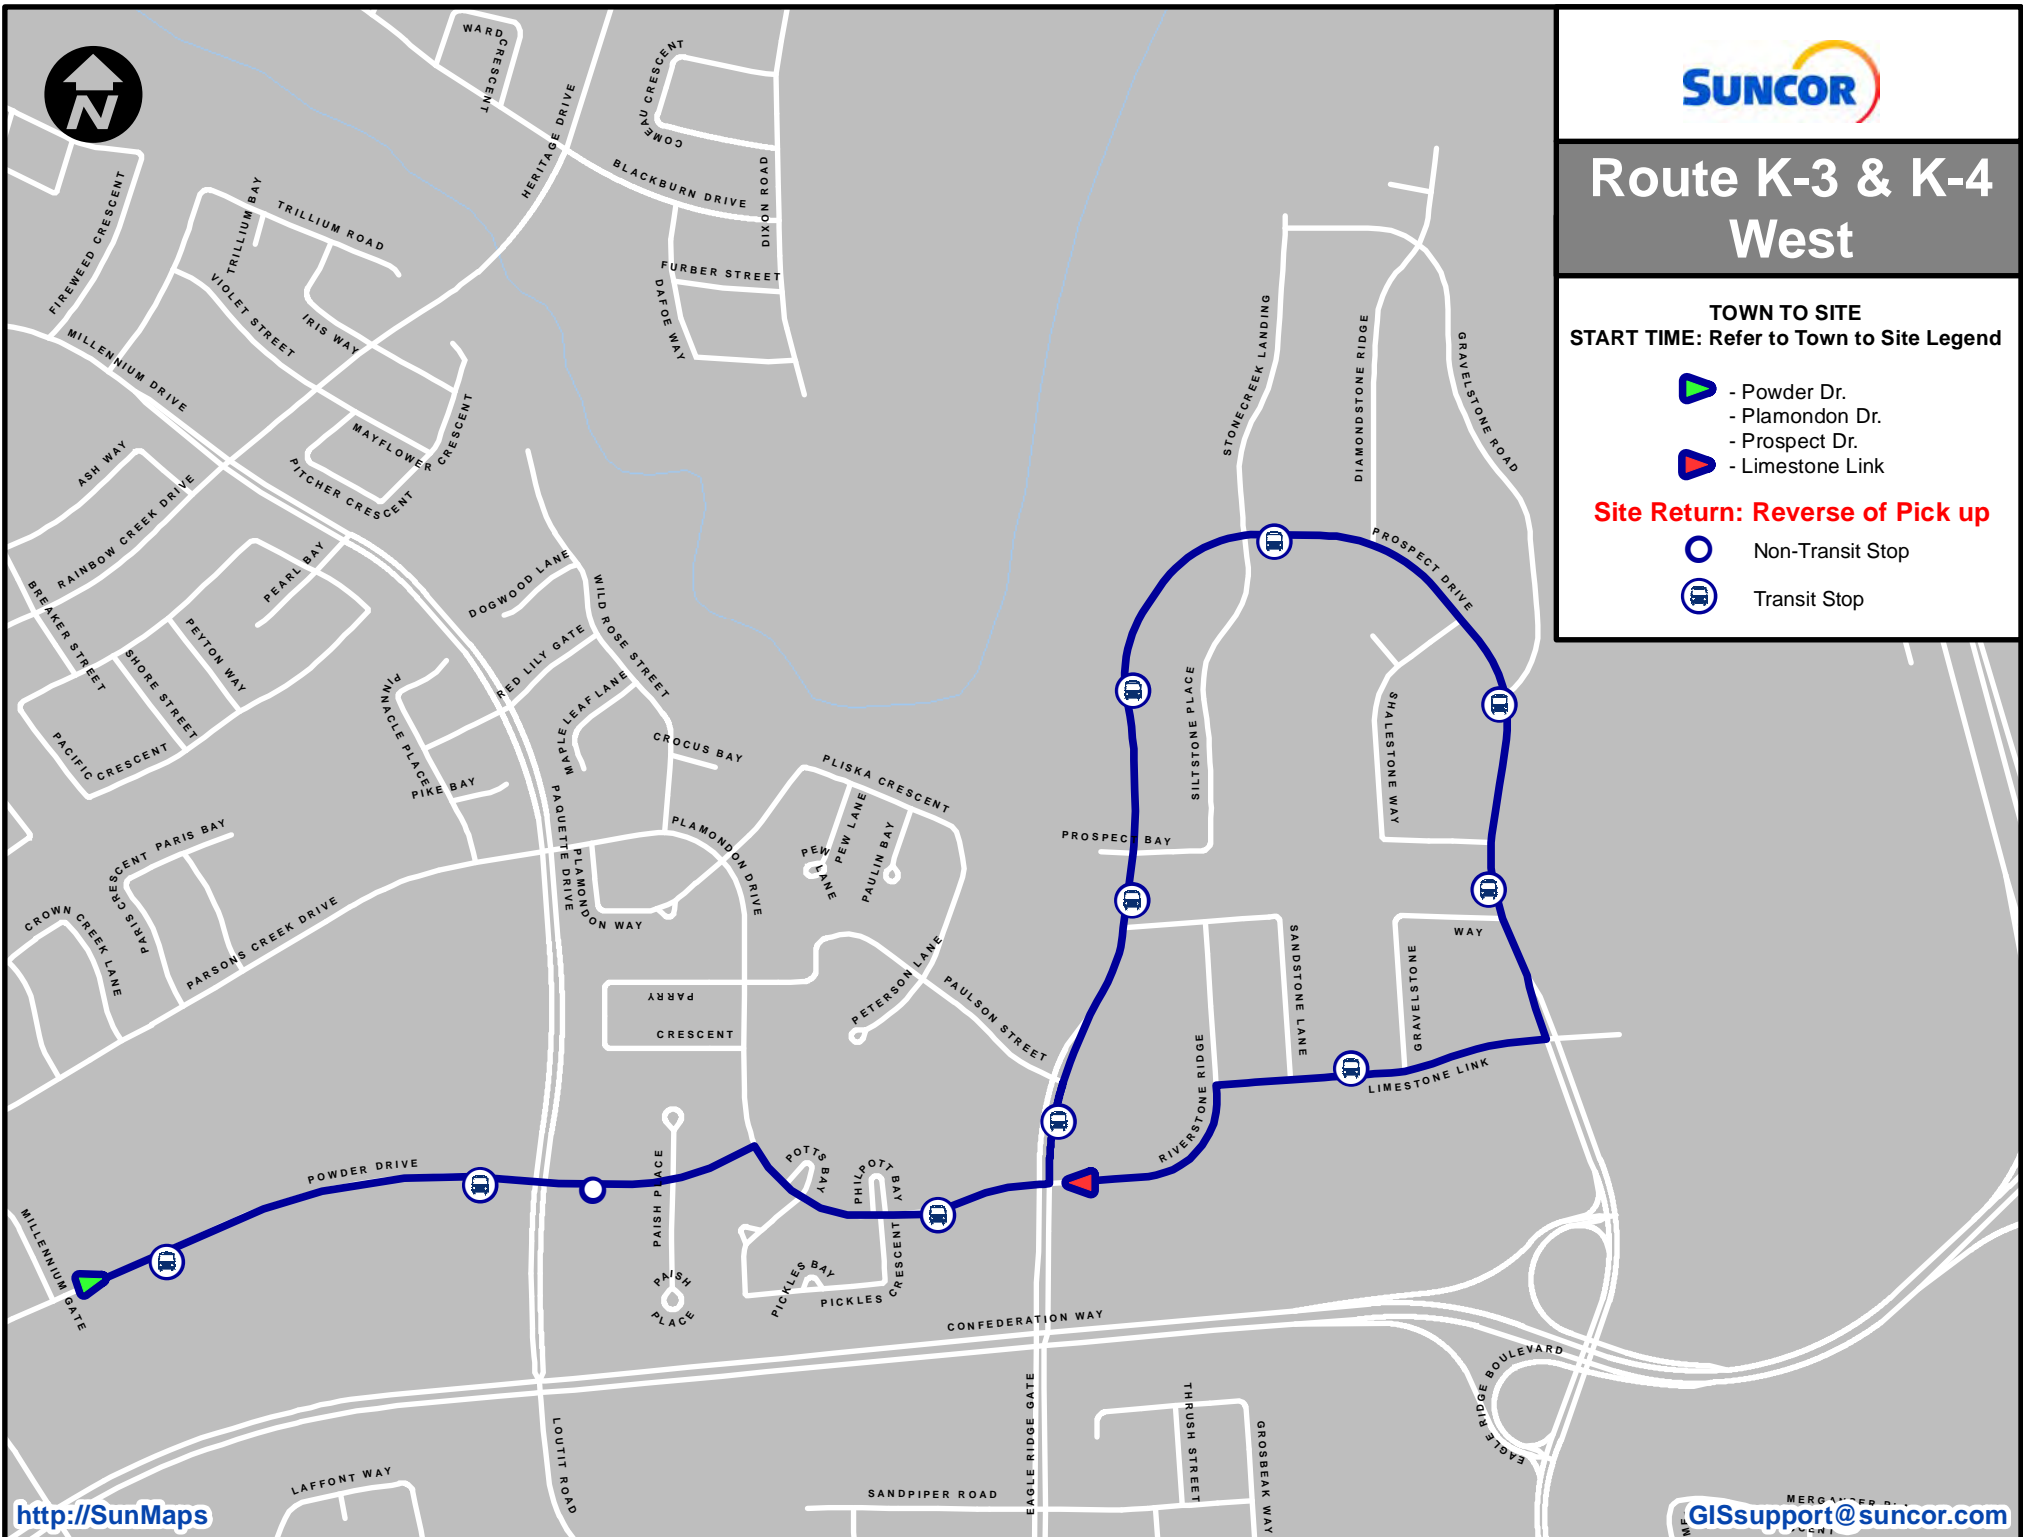 N
SUNCOR
Route K-3 & K-4
West
TOWN TO SITE
START TIME: Refer to Town to Site Legend
- Powder Dr.
- Plamondon Dr.
- Prospect Dr.
- Limestone Link
Site Return: Reverse of Pick up
Non-Transit Stop
Transit Stop
WARD CRESCENT
HERITAGE DRIVE
COMEAU CRESCENT
BLACKBURN DRIVE
DIXON ROAD
FURBER STREET
DAFOE WAY
FIREWEED CRESCENT
TRILLIUM BAY
TRILLIUM ROAD
VIOLET STREET
IRIS WAY
MILLENNIUM DRIVE
MAYFLOWER CRESCENT
PITCHER CRESCENT
ASH WAY
RAINBOW CREEK DRIVE
PEARL BAY
BREAKER STREET
PEYTON WAY
SHORE STREET
PACIFIC CRESCENT
DOGWOOD LANE
WILD ROSE STREET
RED LILY GATE
MAPLE LEAF LANE
PINNACLE PLACE
PIKE BAY
CROCUS BAY
PLISKA CRESCENT
PAQUETTE DRIVE
PLAMONDON WAY
PLAMONDON DRIVE
PEW LANE
PEW LANE
PAULIN BAY
PARIS BAY
PARIS CRESCENT
CROWN CREEK LANE
PARSONS CREEK DRIVE
PARRY
CRESCENT
PETERSON LANE
PAULSON STREET
STONECREEK LANDING
DIAMONDSTONE RIDGE
GRAVELSTONE ROAD
PROSPECT DRIVE
SILTSTONE PLACE
SHALESTONE WAY
PROSPECT BAY
SANDSTONE LANE
GRAVELSTONE
WAY
RIVERSTONE RIDGE
LIMESTONE LINK
POWDER DRIVE
MILLENNIUM GATE
PAISH PLACE
PAISH
PLACE
POTTS BAY
PHILPOTT BAY
PICKLES BAY
PICKLES CRESCENT
CONFEDERATION WAY
EAGLE RIDGE BOULEVARD
EAGLE RIDGE GATE
THRUSH STREET
GROSBEAK WAY
LOUTIT ROAD
LAFFONT WAY
SANDPIPER ROAD
http://SunMaps
GISsupport@suncor.com